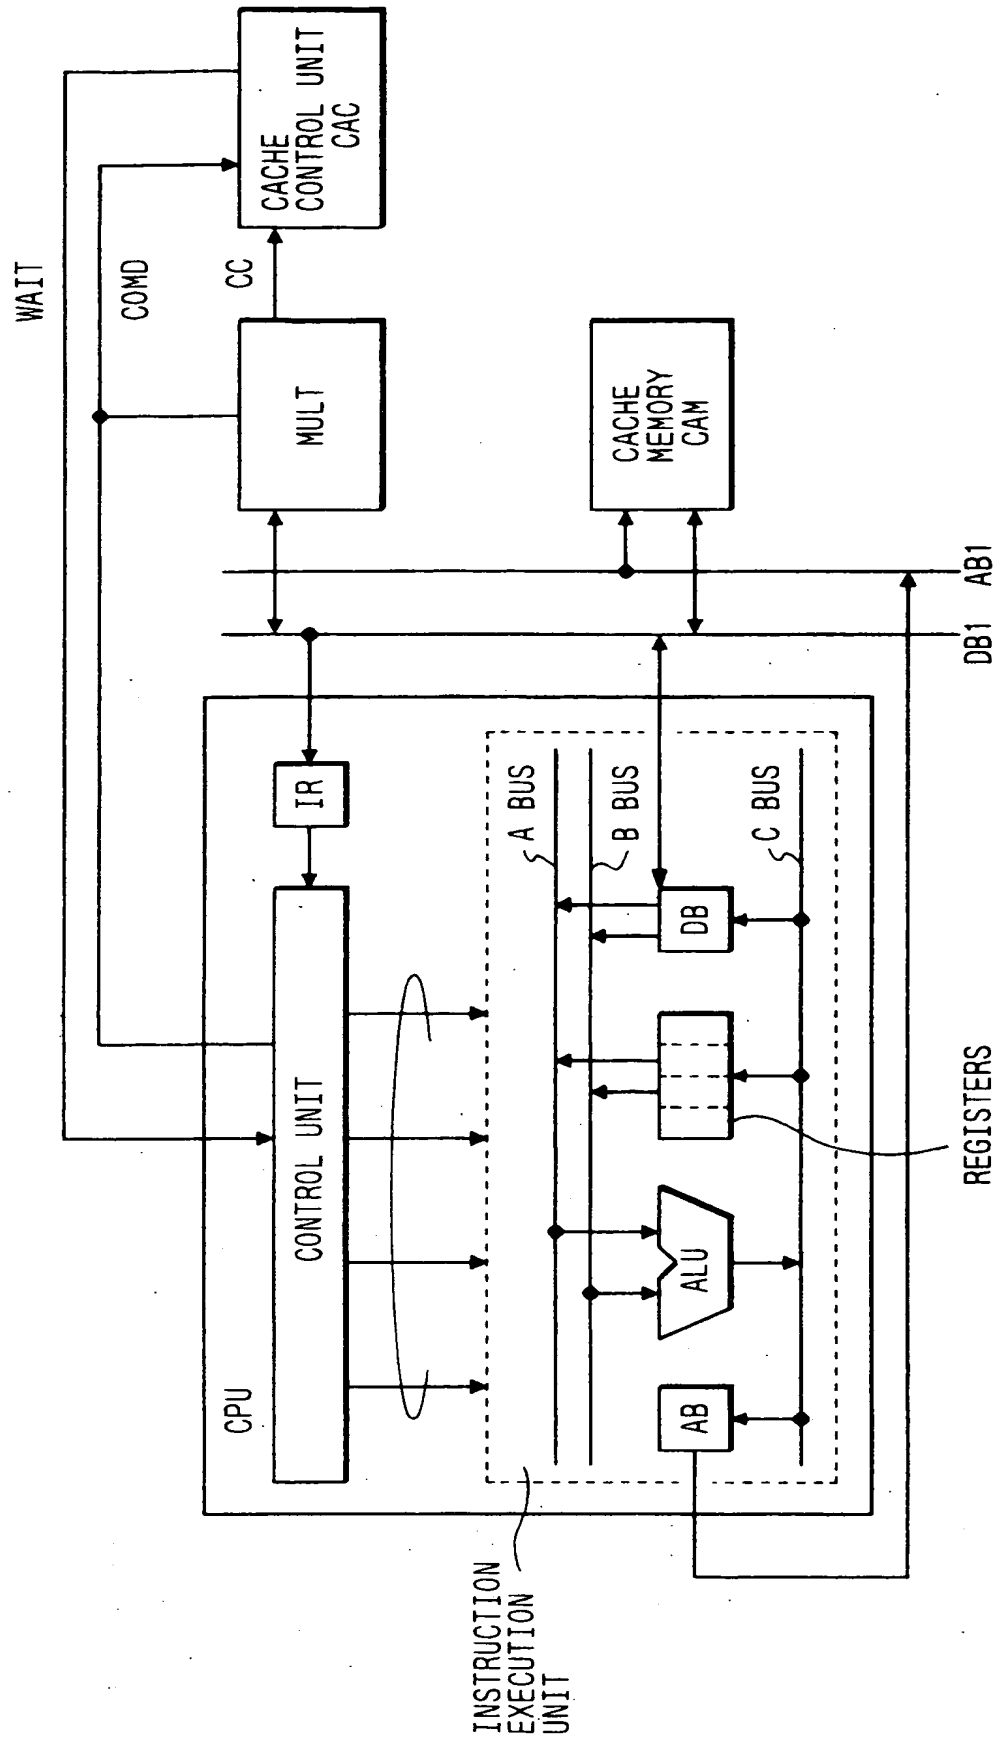 WAIT
COMD
CC
CACHE
CONTROL UNIT
CAC
MULT
CACHE
MEMORY
CAM
AB1
DB1
CPU
IR
CONTROL UNIT
A BUS
B BUS
C BUS
DB
ALU
AB
REGISTERS
INSTRUCTION
EXECUTION
UNIT